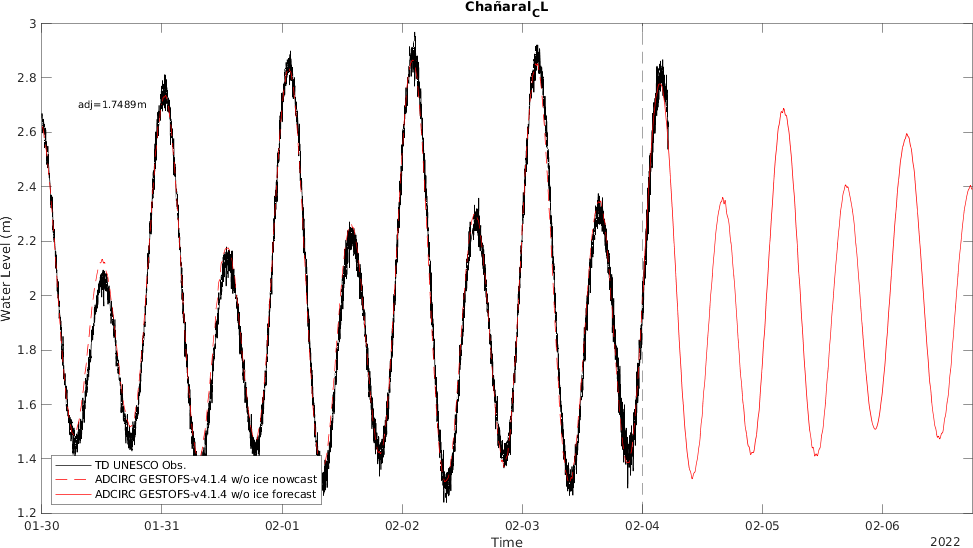 Chañaral_CL
3
2.8
2.6
2.4
2.2
2
1.8
1.6
1.4
1.2
Water Level (m)
adj=1.7489m
TD UNESCO Obs.
ADCIRC GESTOFS-v4.1.4 w/o ice nowcast
ADCIRC GESTOFS-v4.1.4 w/o ice forecast
01-30 01-31 02-01 02-02 02-03 02-04 02-05 02-06
Time
2022